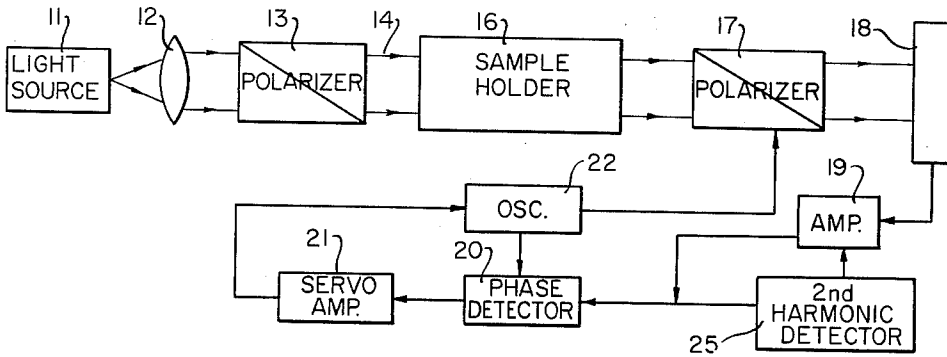 11
12
13
14
16
17
18
LIGHT
SOURCE
POLARIZER
SAMPLE
HOLDER
POLARIZER
22
OSC.
19
AMP.
21
SERVO
AMP.
20
PHASE
DETECTOR
2nd
HARMONIC
DETECTOR
25